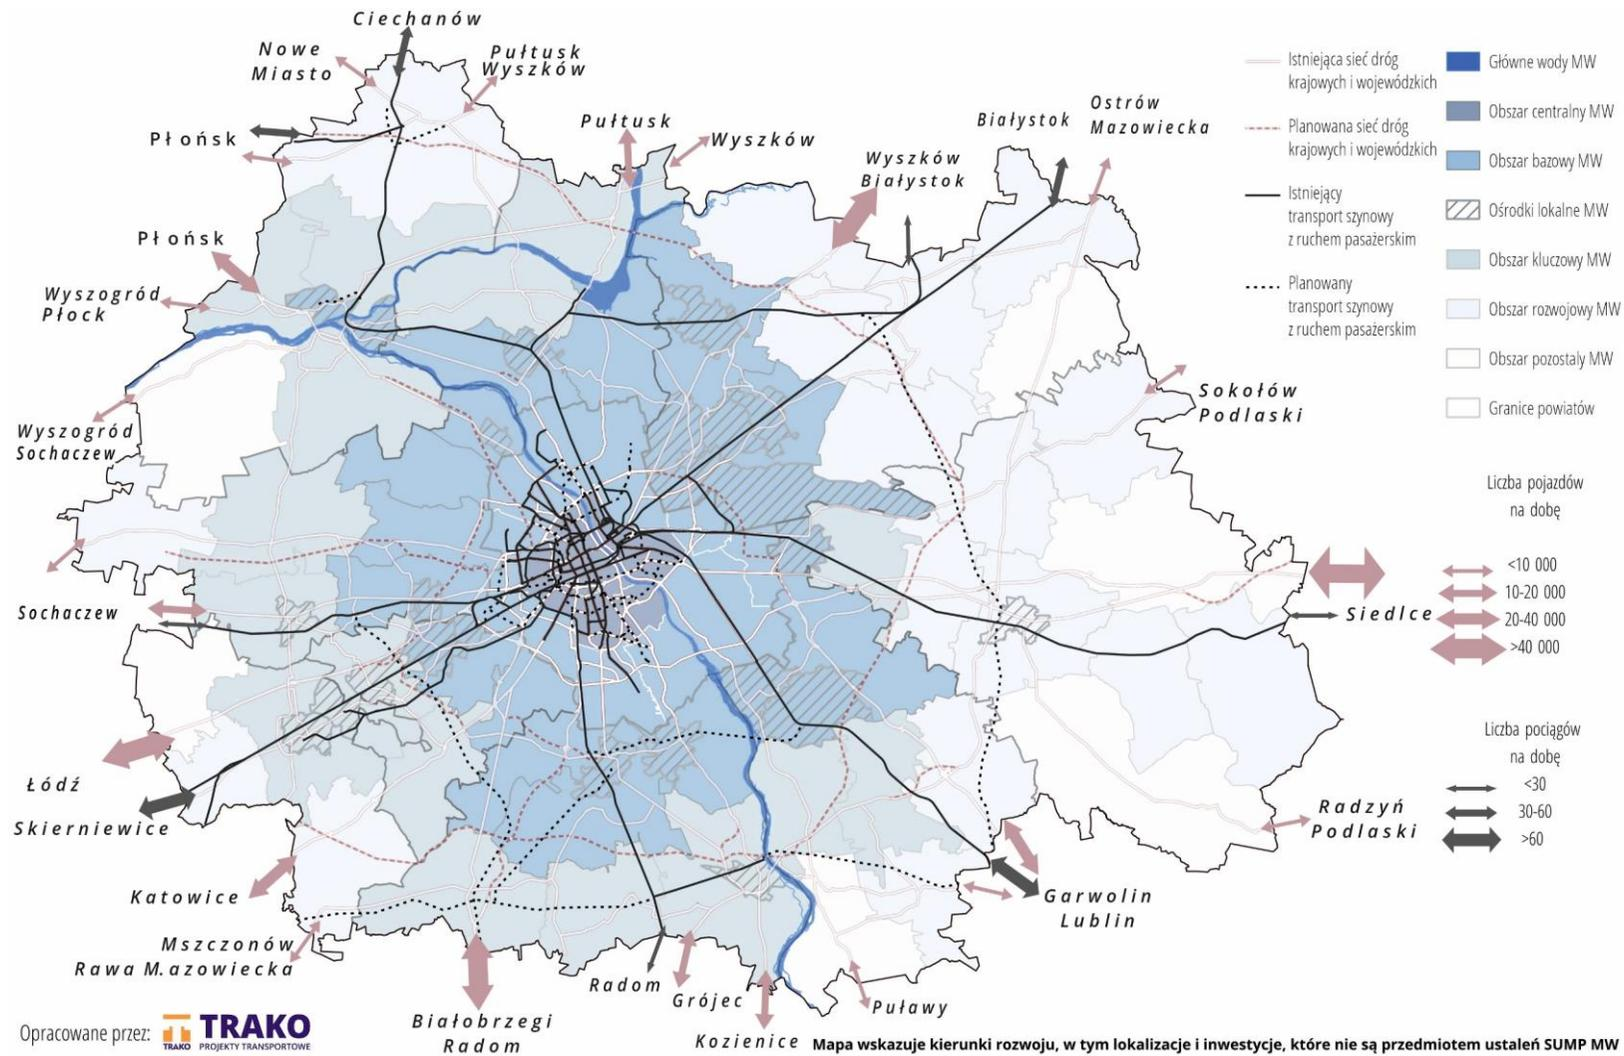 Ciechanów
Nowe
Miasto
Pułtusk
Wyszków
Płońsk
Pułtusk
Wyszków
Wyszków
Białystok
Białystok
Ostrów
Mazowiecka
Płońsk
Wyszogród
Płock
Wyszogród
Sochaczew
Sokołów
Podlaski
Sochaczew
Siedlce
Łódź
Skierniewice
Radzyń
Podlaski
Katowice
Garwolin
Lublin
Mszczonów
Rawa M.azowiecka
Radom
Grójec
Puławy
Białobrzegi
Radom
Kozienice
Istniejąca sieć dróg
krajowych i wojewódzkich
Planowana sieć dróg
krajowych i wojewódzkich
Istniejący
transport szynowy
z ruchem pasażerskim
Planowany
transport szynowy
z ruchem pasażerskim
Główne wody MW
Obszar centralny MW
Obszar bazowy MW
Ośrodki lokalne MW
Obszar kluczowy MW
Obszar rozwojowy MW
Obszar pozostaly MW
Granice powiatów
Liczba pojazdów
na dobę
<10 000
10-20 000
20-40 000
>40 000
Liczba pociągów
na dobę
<30
30-60
>60
Opracowane przez:
TRAKO
TRAKO
PROJEKTY TRANSPORTOWE
Mapa wskazuje kierunki rozwoju, w tym lokalizacje i inwestycje, które nie są przedmiotem ustaleń SUMP MW